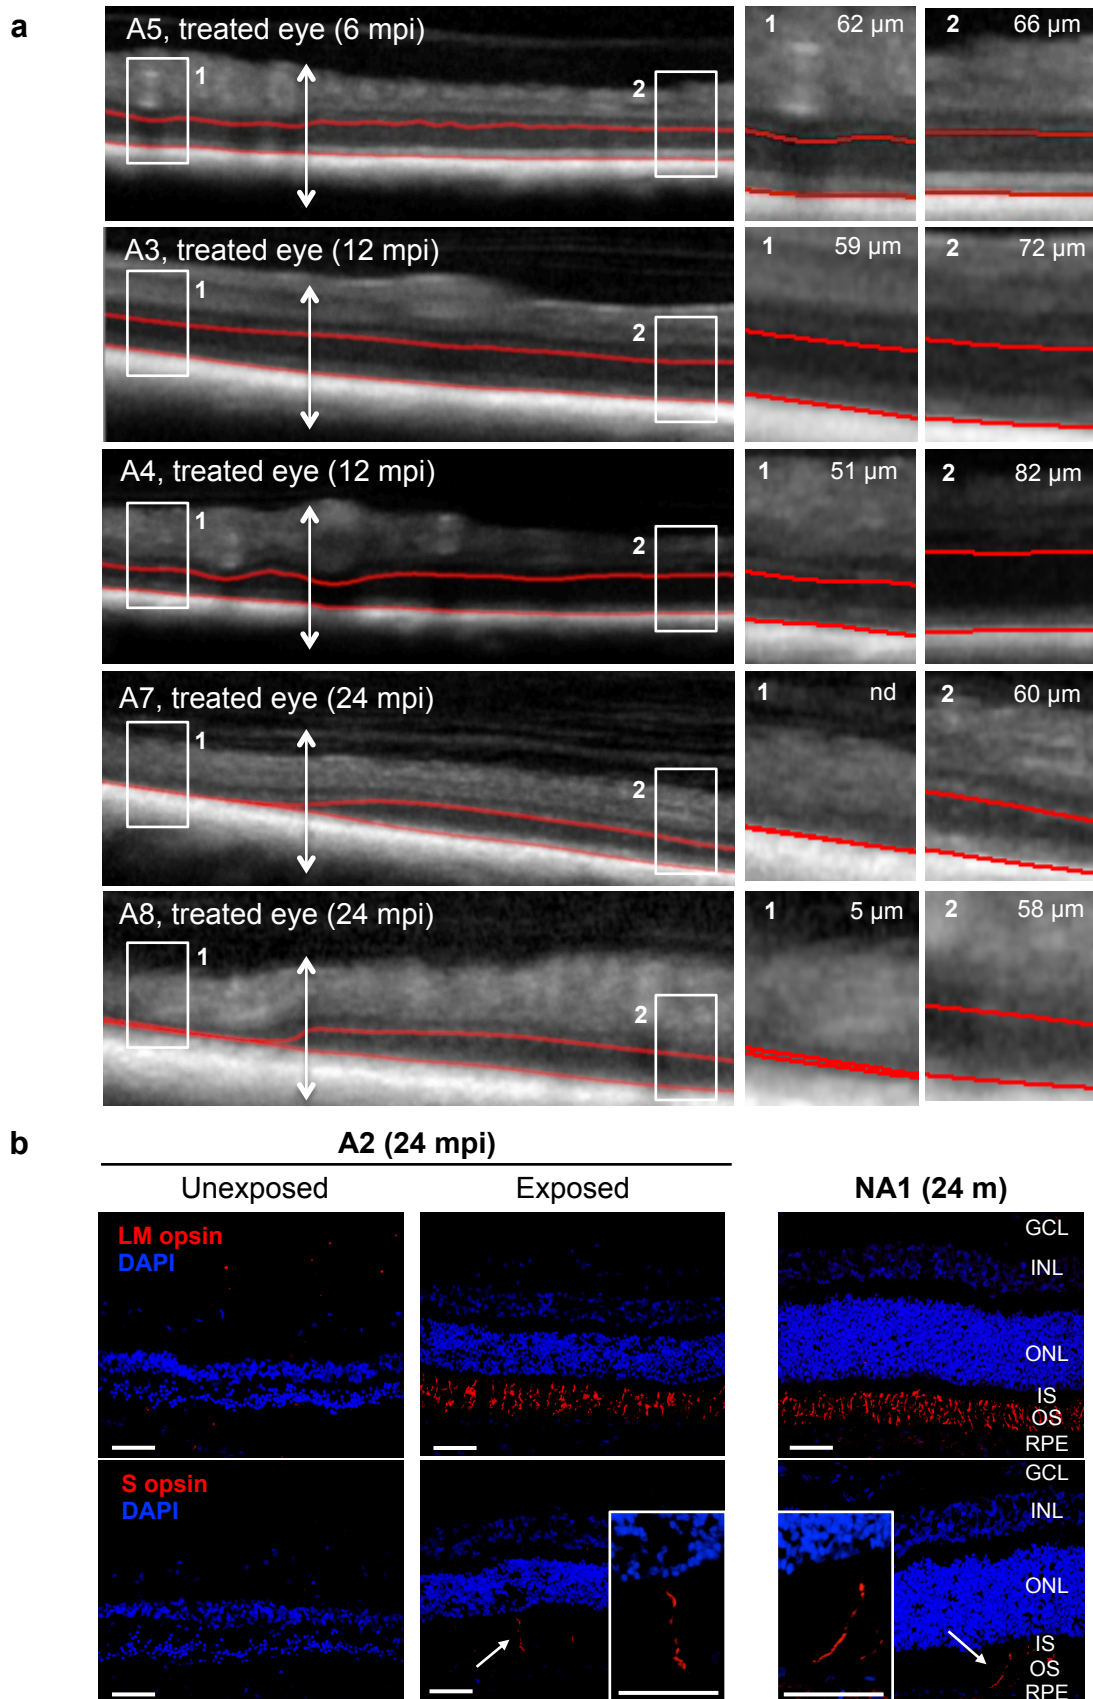 a
A5, treated eye (6 mpi)
1
2
1 62 µm
2 66 µm
A3, treated eye (12 mpi)
1
2
1 59 µm
2 72 µm
A4, treated eye (12 mpi)
1
2
1 51 µm
2 82 µm
A7, treated eye (24 mpi)
1
2
1 nd
2 60 µm
A8, treated eye (24 mpi)
1
2
1 5 µm
2 58 µm
b
A2 (24 mpi)
Unexposed
Exposed
NA1 (24 m)
LM opsin
DAPI
GCL
INL
ONL
IS
OS
RPE
S opsin
DAPI
GCL
INL
ONL
IS
OS
RPE